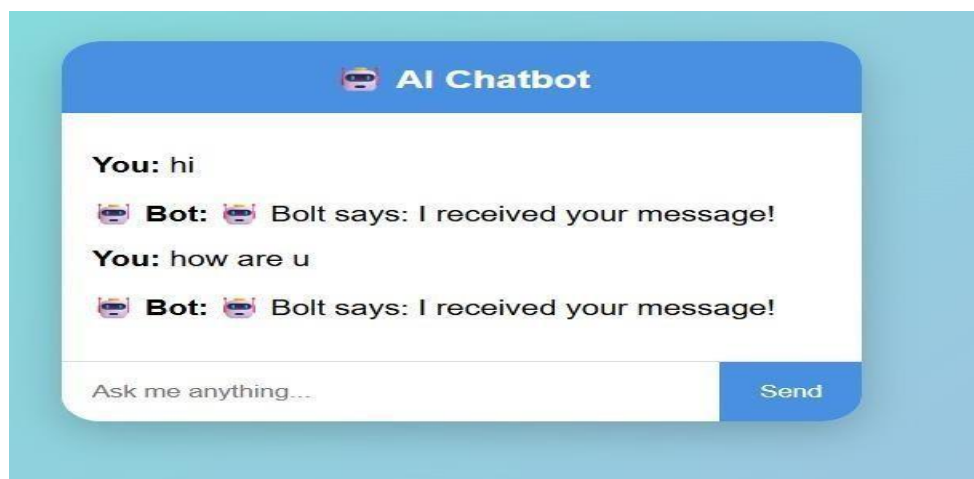 🤖 AI Chatbot
You: hi
🤖 Bot: 🤖 Bolt says: I received your message!
You: how are u
🤖 Bot: 🤖 Bolt says: I received your message!
Ask me anything... Send